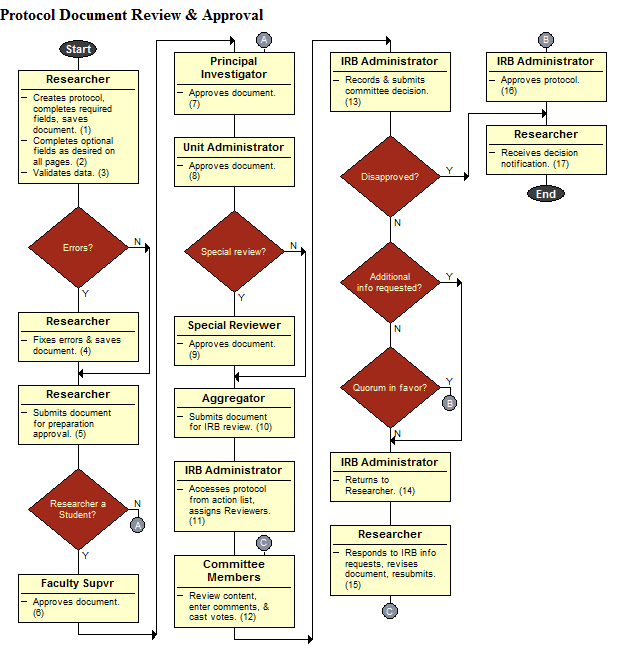 Protocol Document Review & Approval
Start
Researcher
– Creates protocol,
completes required
fields, saves
document. (1)
– Completes optional
fields as desired on
all pages. (2)
– Validates data. (3)
Errors?
N
Y
Researcher
– Fixes errors & saves
document. (4)
Researcher
– Submits document
for preparation
approval. (5)
Researcher a
Student?
N
A
Y
Faculty Supvr
– Approves document.
(6)
A
Principal
Investigator
– Approves document.
(7)
Unit Administrator
– Approves document.
(8)
Special review?
N
Y
Special Reviewer
– Approves document.
(9)
Aggregator
– Submits document
for IRB review. (10)
IRB Administrator
– Accesses protocol
from action list,
assigns Reviewers.
(11)
C
Committee
Members
– Review content,
enter comments, &
cast votes. (12)
IRB Administrator
– Records & submits
committee decision.
(13)
Disapproved?
Y
N
Additional
info requested?
Y
N
Quorum in favor?
Y
B
N
IRB Administrator
– Returns to
Researcher. (14)
Researcher
– Responds to IRB info
requests, revises
document, resubmits.
(15)
C
B
IRB Administrator
– Approves protocol.
(16)
Researcher
– Receives decision
notification. (17)
End